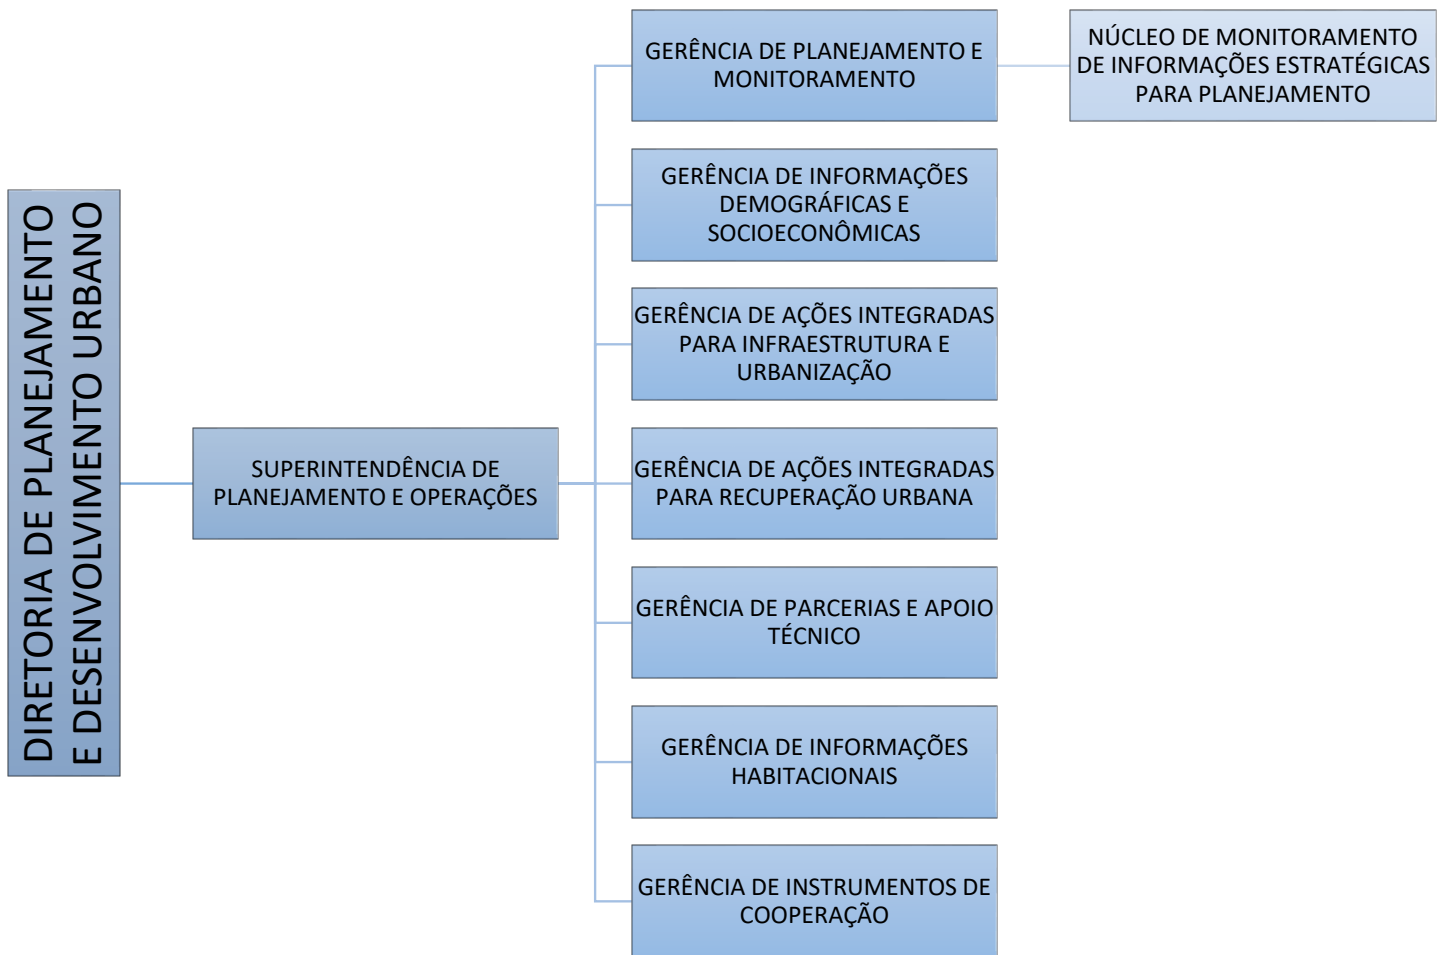 DIRETORIA DE PLANEJAMENTO
E DESENVOLVIMENTO URBANO
SUPERINTENDÊNCIA DE
PLANEJAMENTO E OPERAÇÕES
GERÊNCIA DE PLANEJAMENTO E
MONITORAMENTO
NÚCLEO DE MONITORAMENTO
DE INFORMAÇÕES ESTRATÉGICAS
PARA PLANEJAMENTO
GERÊNCIA DE INFORMAÇÕES
DEMOGRÁFICAS E
SOCIOECONÔMICAS
GERÊNCIA DE AÇÕES INTEGRADAS
PARA INFRAESTRUTURA E
URBANIZAÇÃO
GERÊNCIA DE AÇÕES INTEGRADAS
PARA RECUPERAÇÃO URBANA
GERÊNCIA DE PARCERIAS E APOIO
TÉCNICO
GERÊNCIA DE INFORMAÇÕES
HABITACIONAIS
GERÊNCIA DE INSTRUMENTOS DE
COOPERAÇÃO